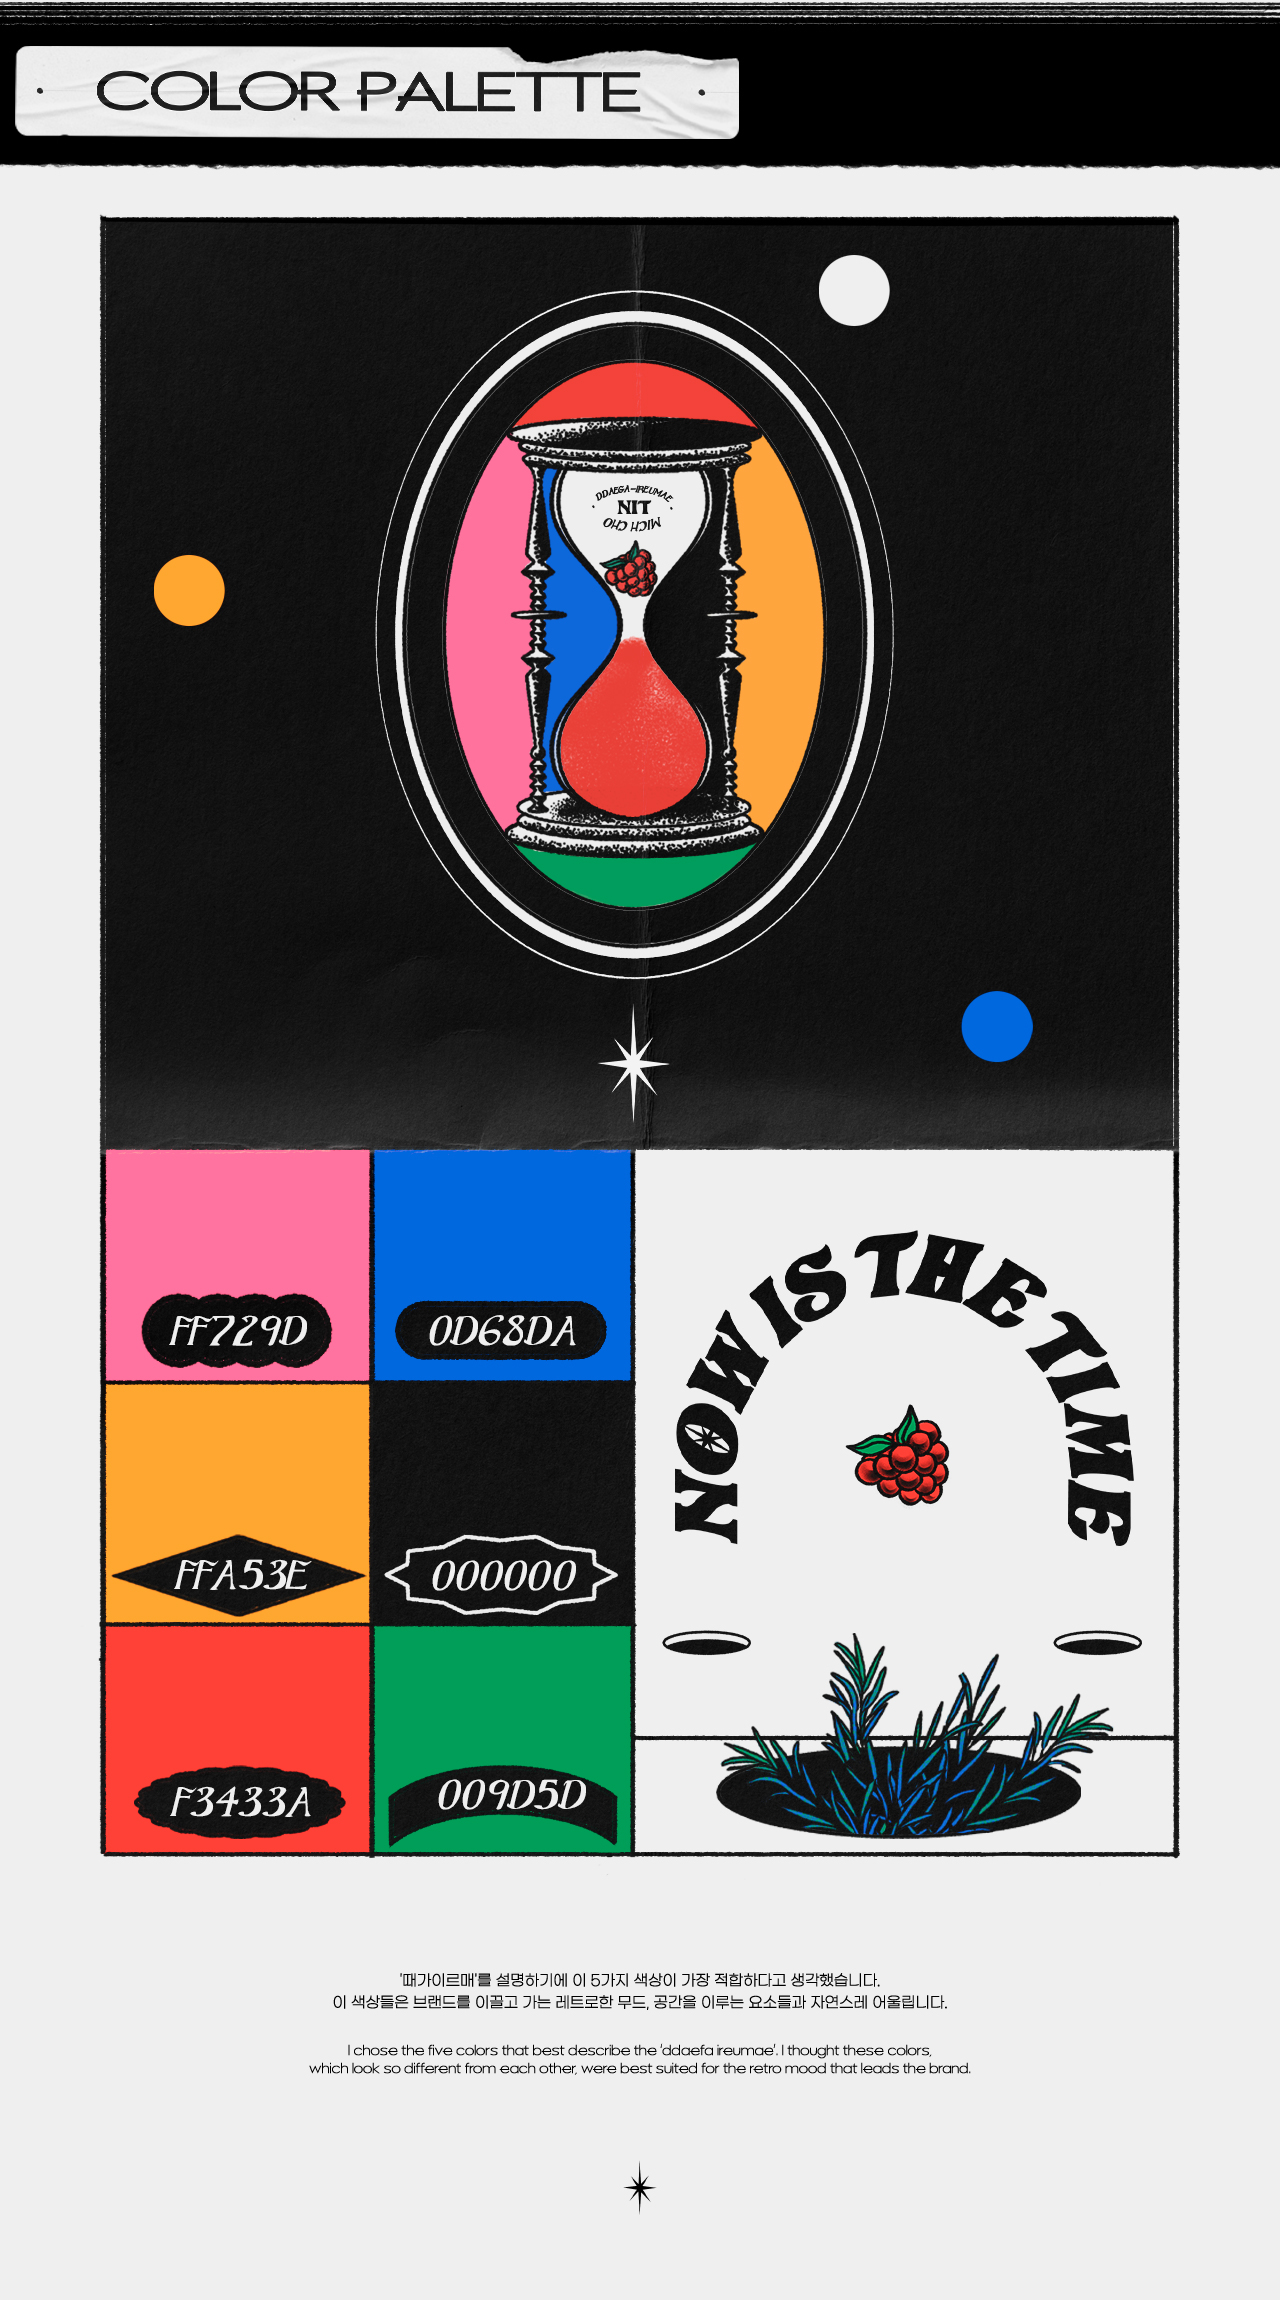 COLOR PALETTE
DDAEGA-IREUMAE
NIT
MICH CHO
FF729D
0D68DA
NOW IS THE TIME
FFA53E
000000
F3433A
009D5D
'때가이르매'를 설명하기에 이 5가지 색상이 가장 적합하다고 생각했습니다.
이 색상들은 브랜드를 이끌고 가는 레트로한 무드, 공간을 이루는 요소들과 자연스레 어울립니다.
I chose the five colors that best describe the 'ddaefa ireumae'. I thought these colors,
which look so different from each other, were best suited for the retro mood that leads the brand.